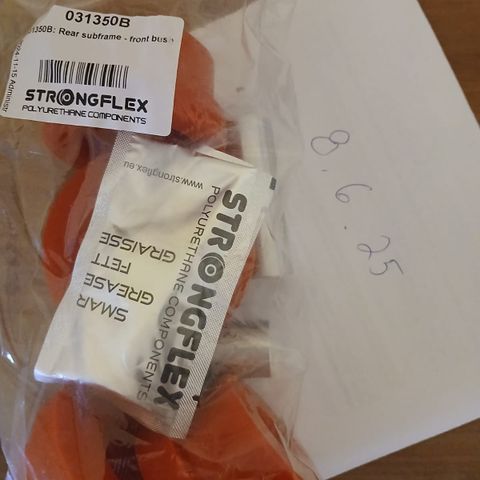 031350B
1350B: Rear subframe - front bush
STRONGFLEX
POLYURETHANE COMPONENTS
www.strongflex.eu
STRONGFLEX
POLYURETHANE COMPONENTS
SMAR
GREASE
FETT
GRAISSE
8.6.25